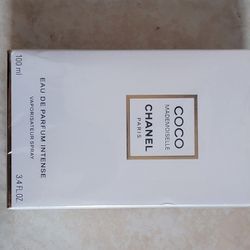 COCO
MADEMOISELLE
CHANEL
PARIS
EAU DE PARFUM INTENSE
VAPORISATEUR SPRAY
100 ml
3.4 FL.OZ.